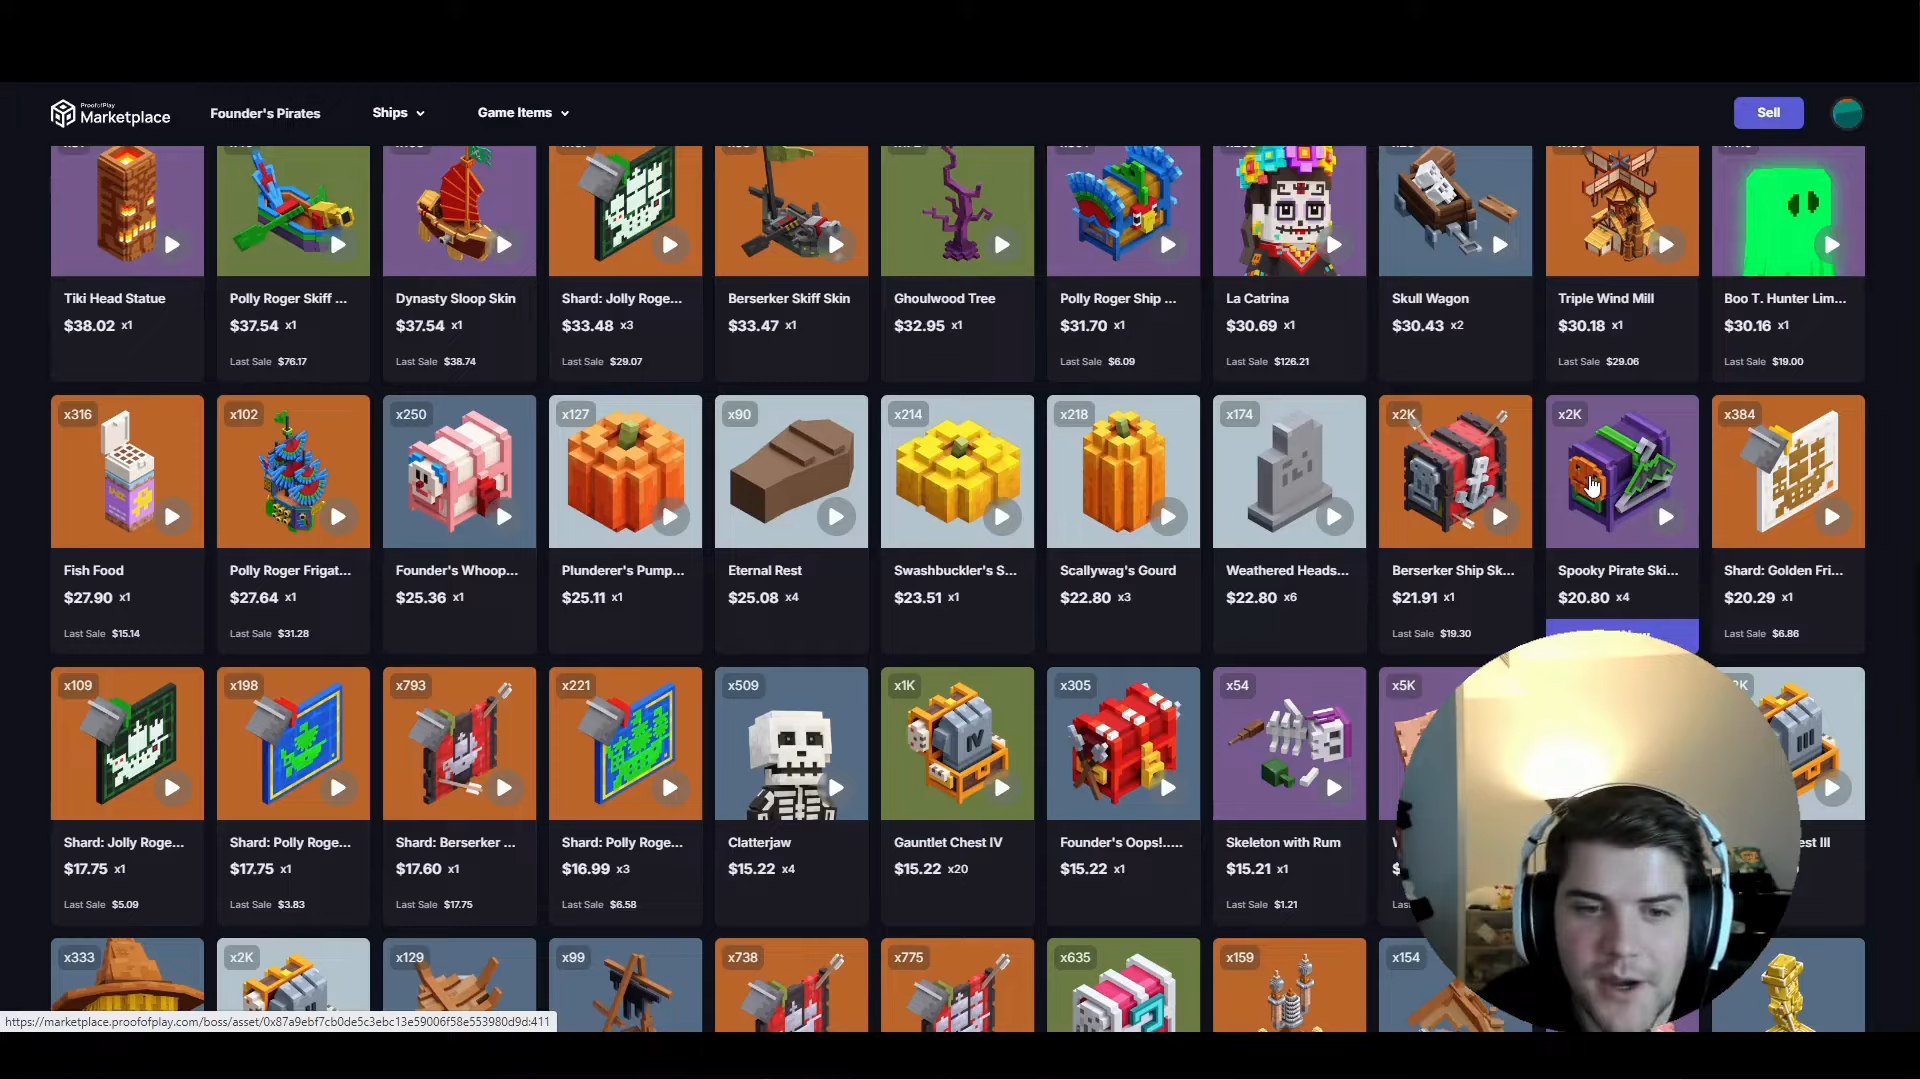 ProofofPlay
Marketplace
Founder's Pirates
Ships
Game Items
Sell
Tiki Head Statue
$38.02 x1
Polly Roger Skiff ...
$37.54 x1
Last Sale $76.17
Dynasty Sloop Skin
$37.54 x1
Last Sale $38.74
Shard: Jolly Roge...
$33.48 x3
Last Sale $29.07
Berserker Skiff Skin
$33.47 x1
Ghoulwood Tree
$32.95 x1
Polly Roger Ship ...
$31.70 x1
Last Sale $6.09
La Catrina
$30.69 x1
Last Sale $126.21
Skull Wagon
$30.43 x2
Triple Wind Mill
$30.18 x1
Last Sale $29.06
Boo T. Hunter Lim...
$30.16 x1
Last Sale $19.00
x316
Fish Food
$27.90 x1
Last Sale $15.14
x102
Polly Roger Frigat...
$27.64 x1
Last Sale $31.28
x250
Founder's Whoop...
$25.36 x1
x127
Plunderer's Pump...
$25.11 x1
x90
Eternal Rest
$25.08 x4
x214
Swashbuckler's S...
$23.51 x1
x218
Scallywag's Gourd
$22.80 x3
x174
Weathered Heads...
$22.80 x6
x2K
Berserker Ship Sk...
$21.91 x1
Last Sale $19.30
x2K
Spooky Pirate Ski...
$20.80 x4
x384
Shard: Golden Fri...
$20.29 x1
Last Sale $6.86
x109
Shard: Jolly Roge...
$17.75 x1
Last Sale $5.09
x198
Shard: Polly Roge...
$17.75 x1
Last Sale $3.83
x793
Shard: Berserker ...
$17.60 x1
Last Sale $17.75
x221
Shard: Polly Roge...
$16.99 x3
Last Sale $6.58
x509
Clatterjaw
$15.22 x4
x1K
IV
Gauntlet Chest IV
$15.22 x20
x305
Founder's Oops!.....
$15.22 x1
x54
Skeleton with Rum
$15.21 x1
Last Sale $1.21
x5K
III
est III
x333
x2K
x129
x99
x738
x775
x635
x159
x154
https://marketplace.proofofplay.com/boss/asset/0x87a9ebf7cb0de5c3ebc13e59006f58e553980d9d:411